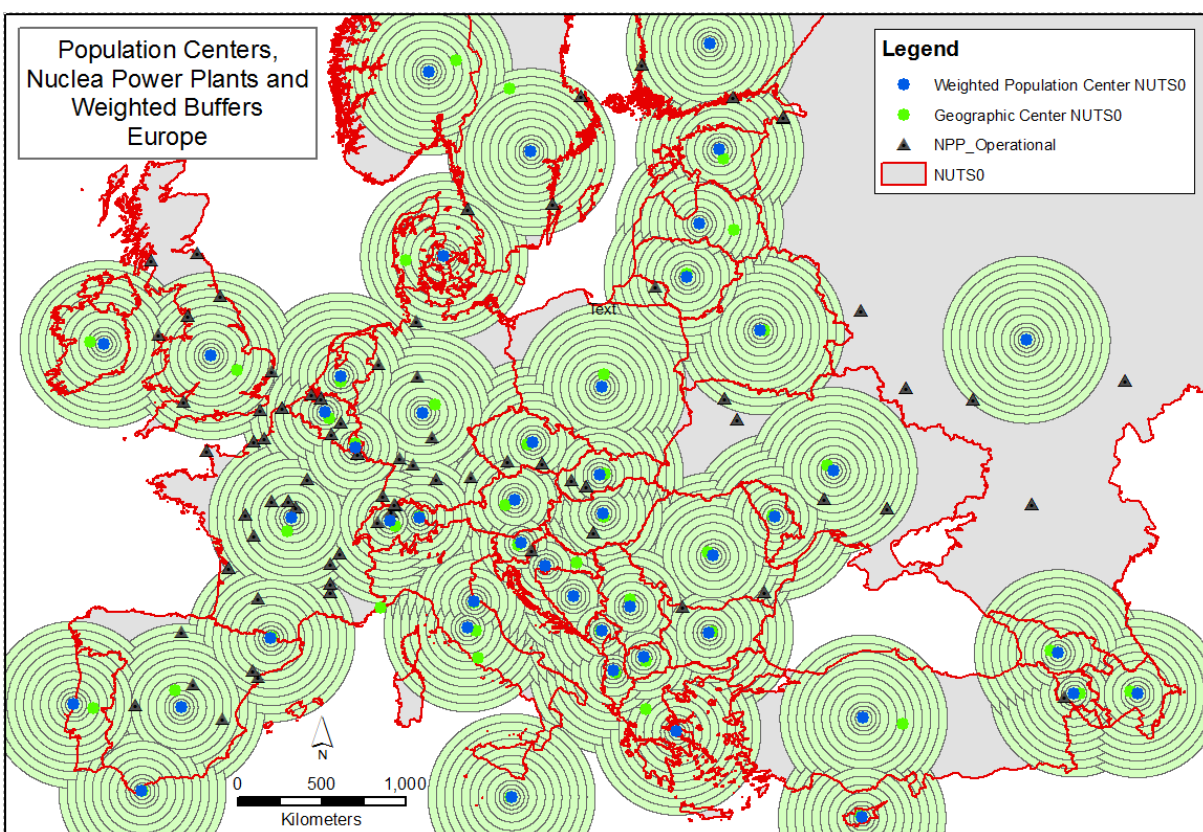 Population Centers,
Nuclea Power Plants and
Weighted Buffers
Europe
Legend
Weighted Population Center NUTS0
Geographic Center NUTS0
NPP_Operational
NUTS0
Text
N
0 500 1,000
Kilometers